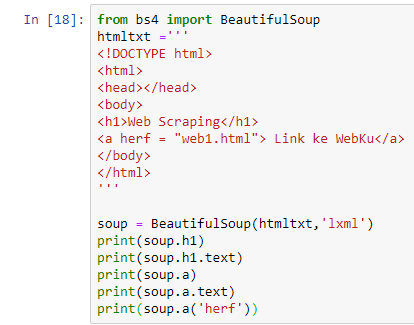 In [18]: from bs4 import BeautifulSoup
htmltxt ='''
<!DOCTYPE html>
<html>
<head></head>
<body>
<h1>Web Scraping</h1>
<a herf = "web1.html"> Link ke WebKu</a>
</body>
</html>
'''
soup = BeautifulSoup(htmltxt,'lxml')
print(soup.h1)
print(soup.h1.text)
print(soup.a)
print(soup.a.text)
print(soup.a('herf'))